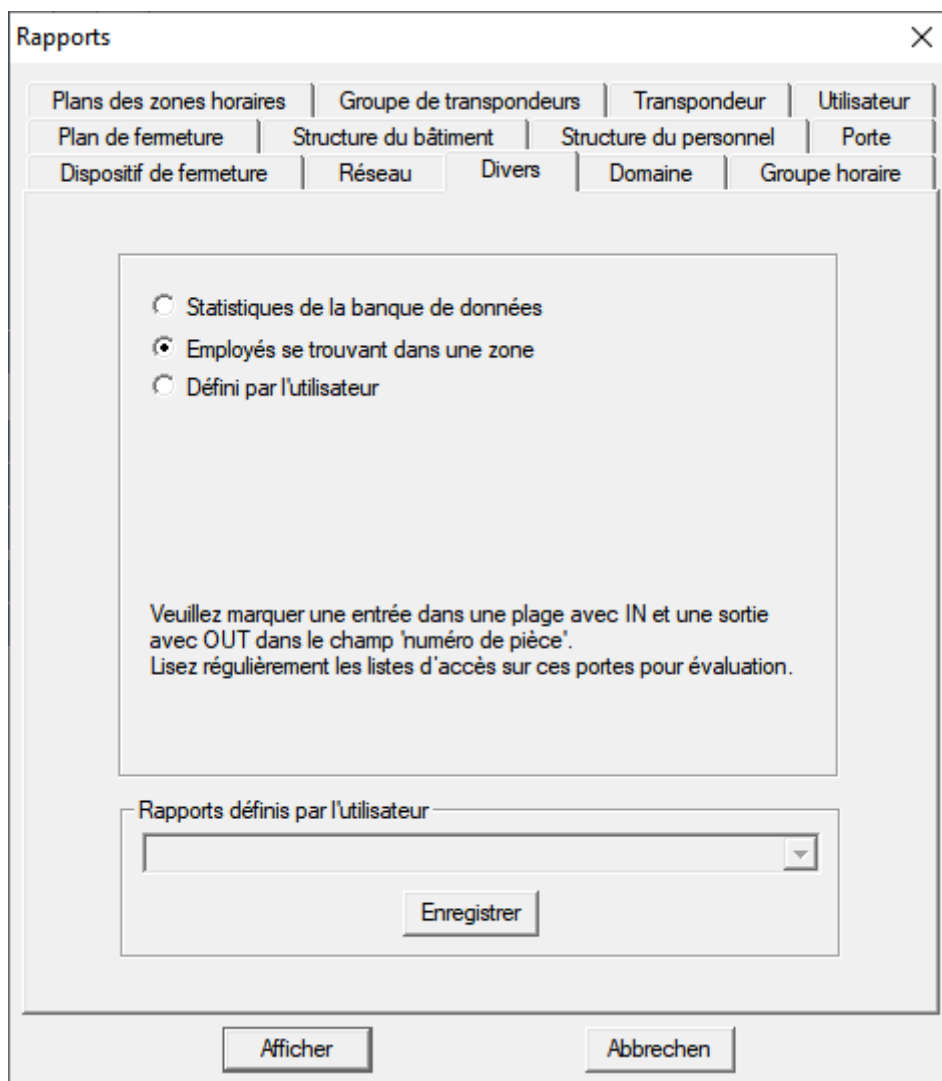 Rapports
Plans des zones horaires
Groupe de transpondeurs
Transpondeur
Utilisateur
Plan de fermeture
Structure du bâtiment
Structure du personnel
Porte
Dispositif de fermeture
Réseau
Divers
Domaine
Groupe horaire
Statistiques de la banque de données
Employés se trouvant dans une zone
Défini par l'utilisateur
Veuillez marquer une entrée dans une plage avec IN et une sortie
avec OUT dans le champ 'numéro de pièce'.
Lisez régulièrement les listes d'accès sur ces portes pour évaluation.
Rapports définis par l'utilisateur
Enregistrer
Afficher
Abbrechen